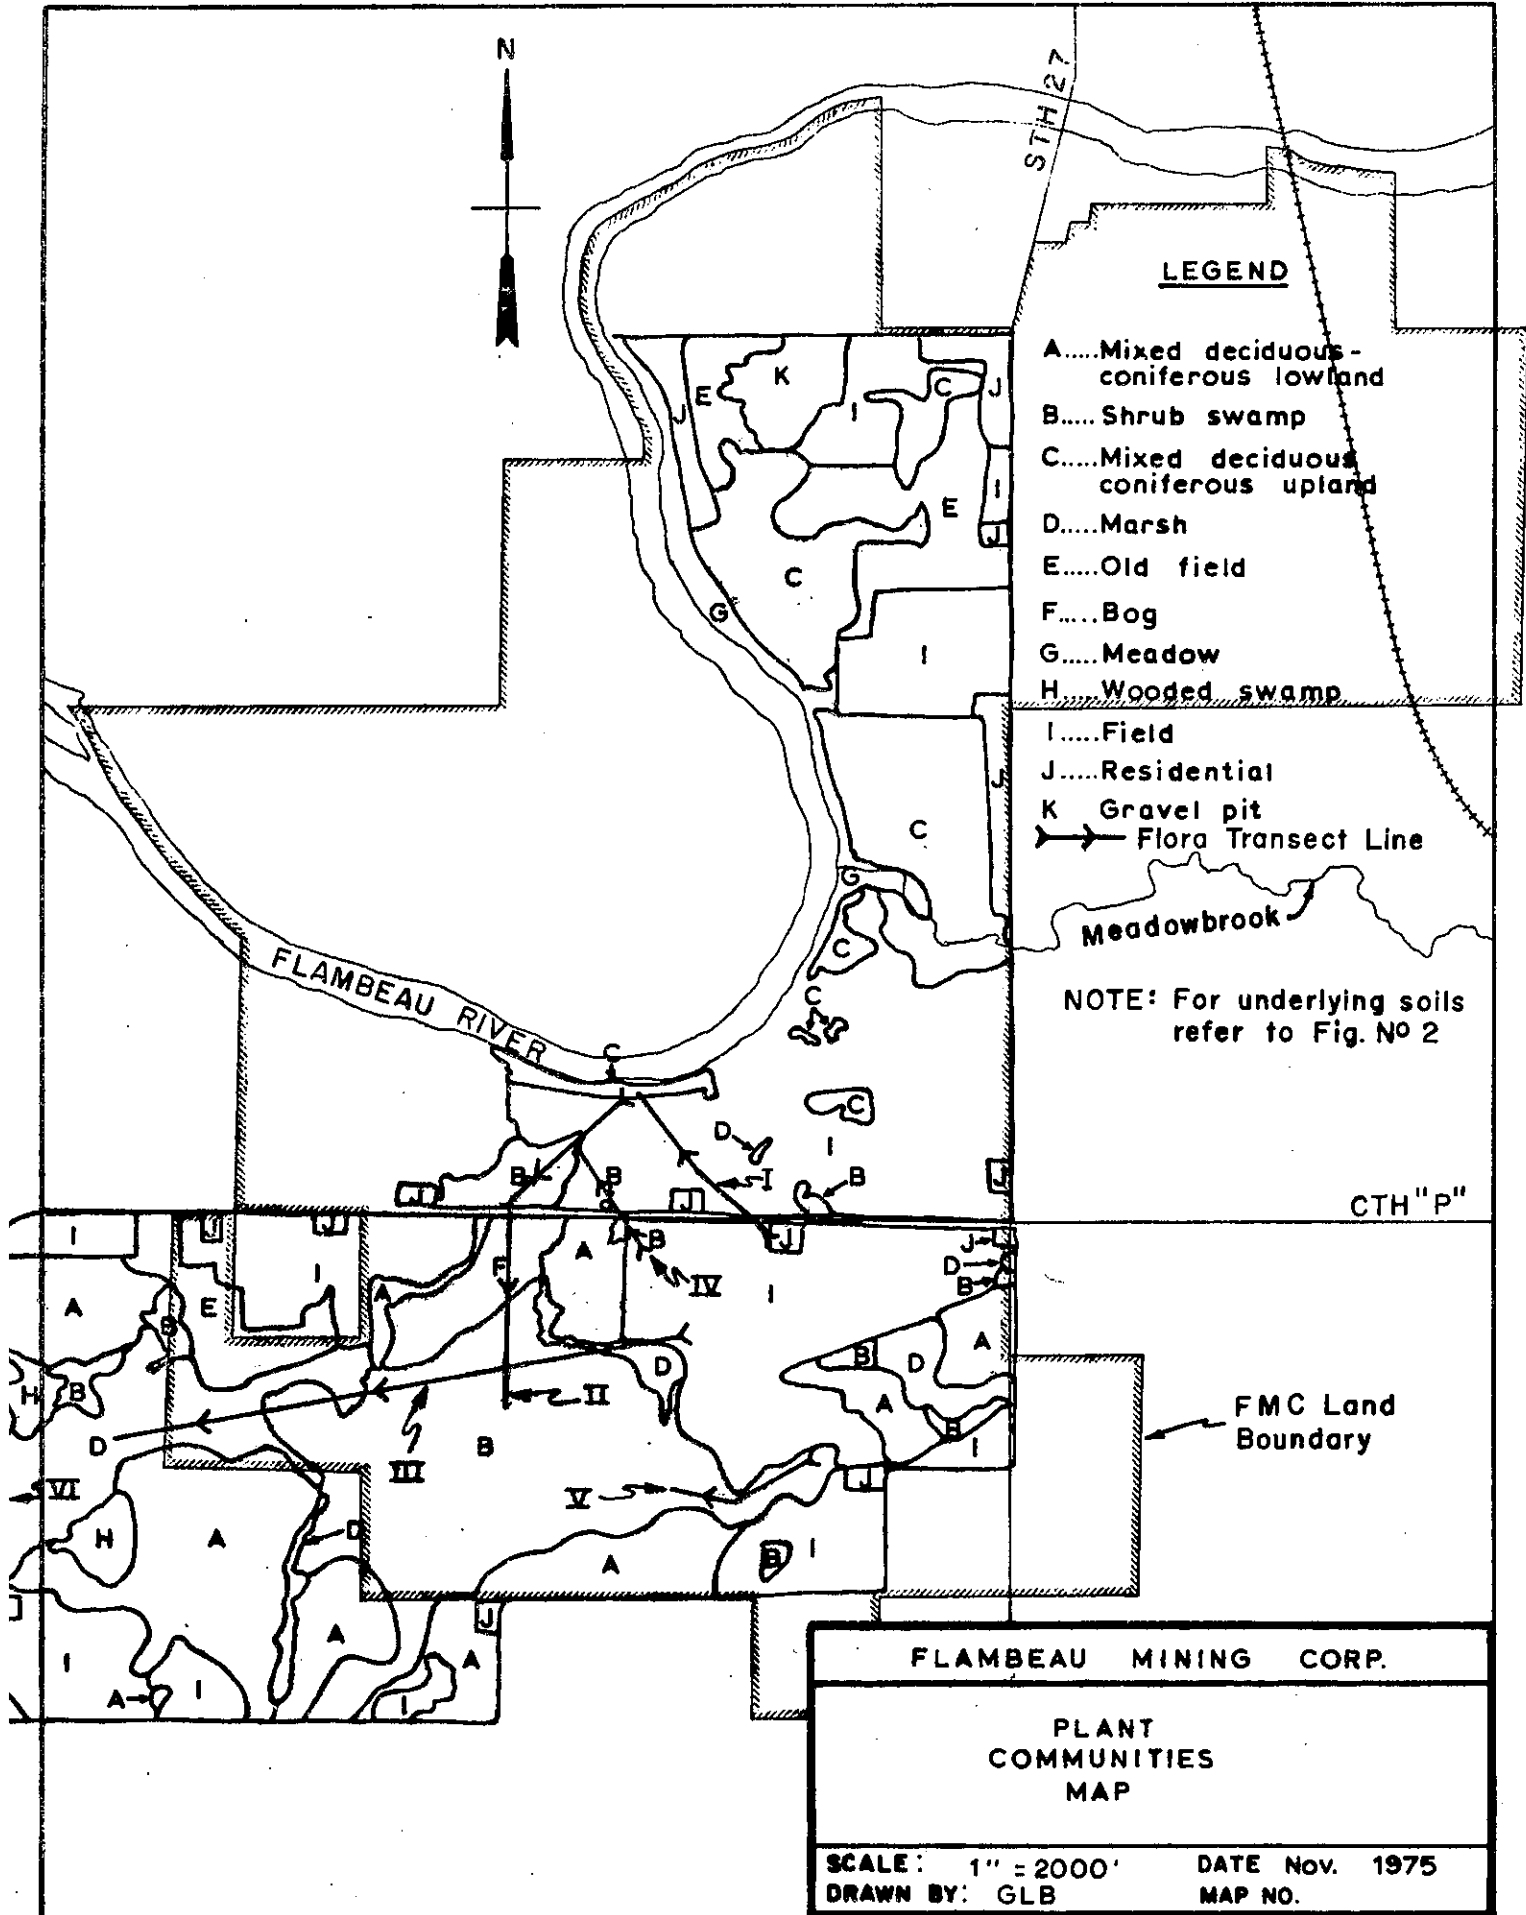 N
STH 27
LEGEND
A.....Mixed deciduous-
coniferous lowland
B.....Shrub swamp
C.....Mixed deciduous
coniferous upland
D.....Marsh
E.....Old field
F.....Bog
G.....Meadow
H.....Wooded swamp
I.....Field
J.....Residential
K Gravel pit
Flora Transect Line
K
C
J
E
J
I
I
E
J
C
G
I
J
C
G
Meadowbrook
C
C
NOTE: For underlying soils
refer to Fig. Nº 2
FLAMBEAU RIVER
C
C
D
I
B
B
I
B
J
J
J
CTH "P"
I
J
J
A
B
J
J
F
D
I
IV
I
B
A
E
A
B
D
B
D
A
H
B
II
A
FMC Land
Boundary
D
B
B
I
III
VI
V
J
H
A
D
I
B
A
J
A
I
A
A
I
I
FLAMBEAU MINING CORP.
PLANT
COMMUNITIES
MAP
SCALE: 1" = 2000' DATE Nov. 1975
DRAWN BY: GLB MAP NO.